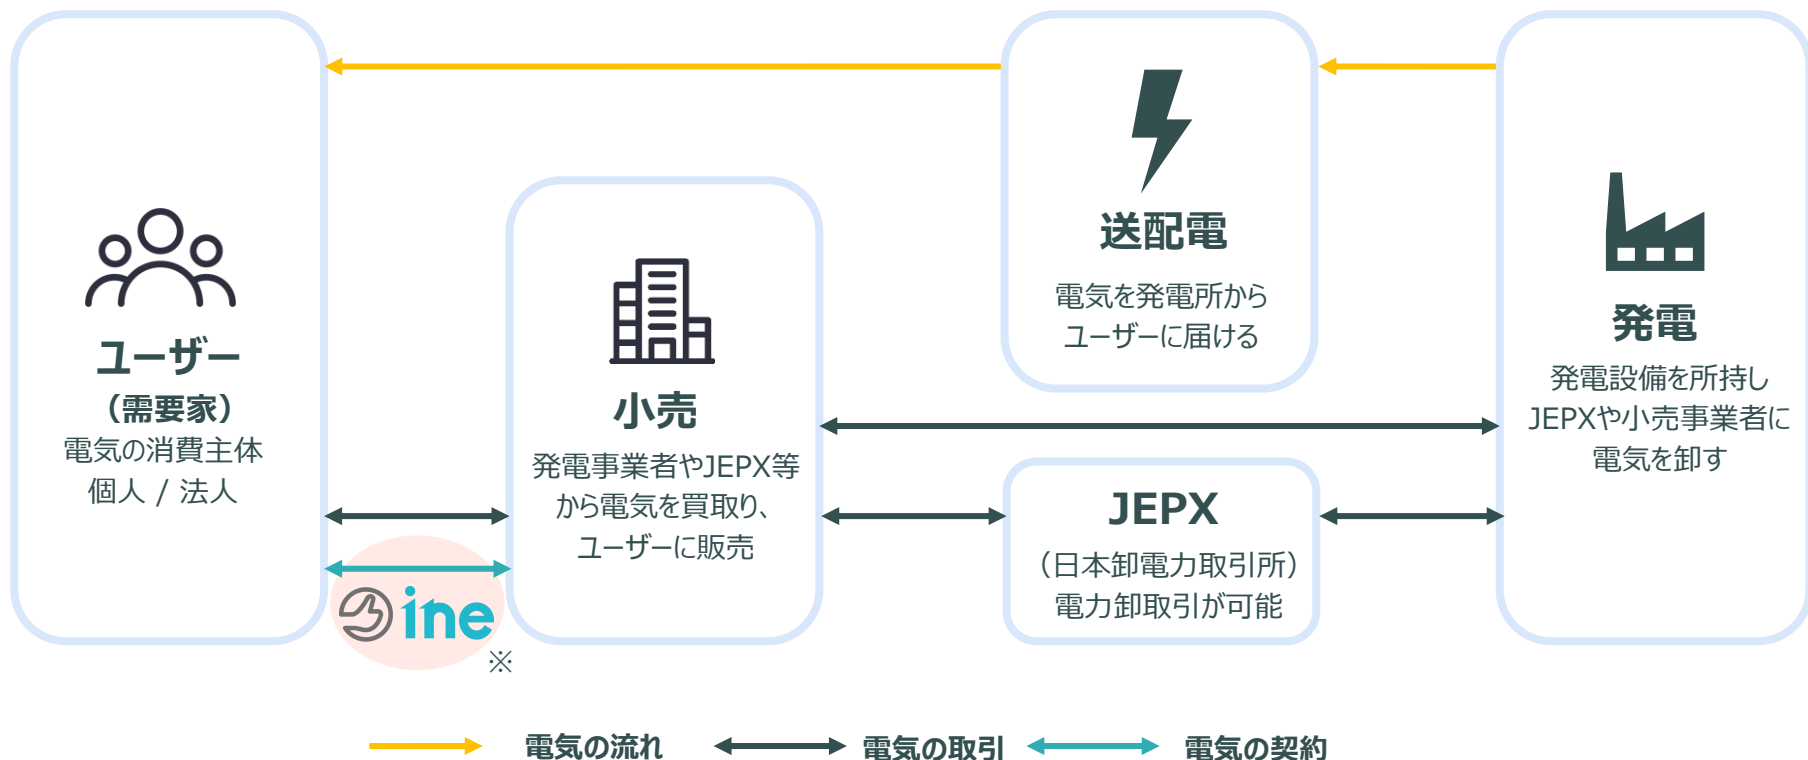 ユーザー
（需要家）
電気の消費主体
個人 / 法人
ine
※
小売
発電事業者やJEPX等
から電気を買取り、
ユーザーに販売
送配電
電気を発電所から
ユーザーに届ける
JEPX
（日本卸電力取引所）
電力卸取引が可能
発電
発電設備を所持し
JEPXや小売事業者に
電気を卸す
電気の流れ
電気の取引
電気の契約